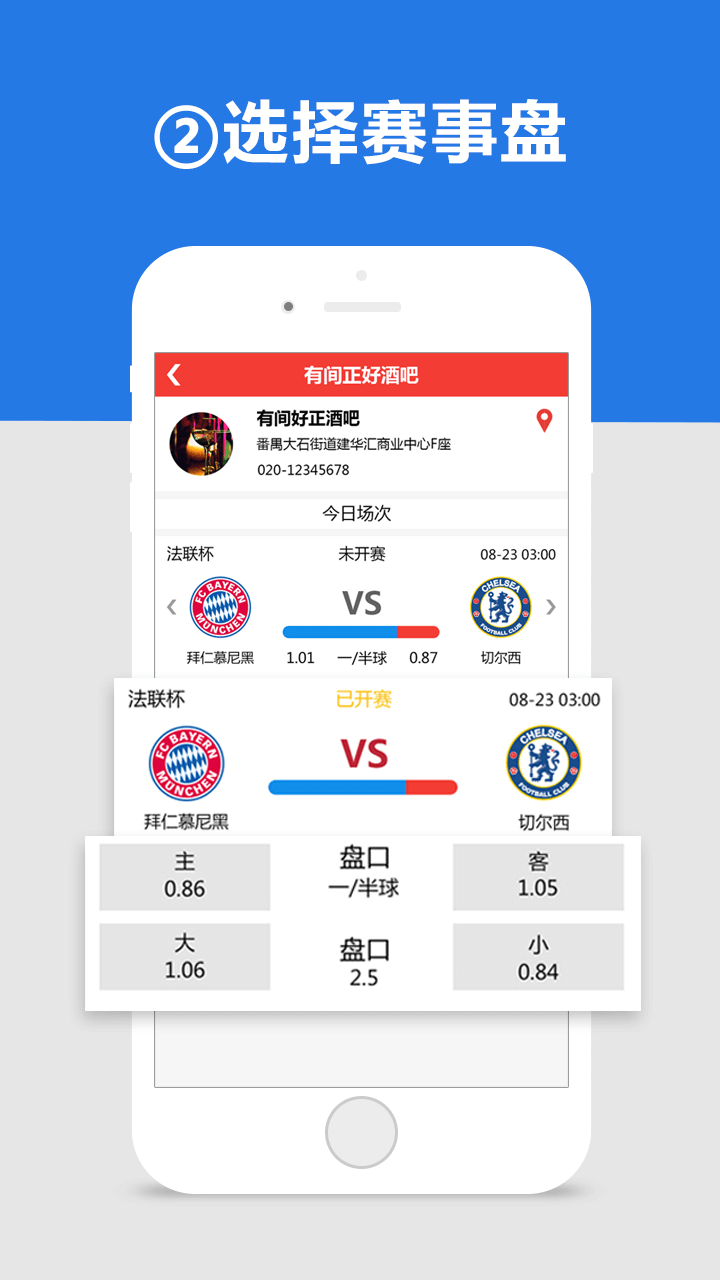 ②选择赛事盘
有间正好酒吧
有间好正酒吧
番禺大石街道建华汇商业中心F座
020-12345678
今日场次
法联杯 未开赛 08-23 03:00
FC BAYERN MÜNCHEN VS CHELSEA FOOTBALL CLUB
拜仁慕尼黑 1.01 一/半球 0.87 切尔西
法联杯 已开赛 08-23 03:00
FC BAYERN MÜNCHEN VS CHELSEA FOOTBALL CLUB
拜仁慕尼黑 切尔西
主 盘口 客
0.86 一/半球 1.05
大 盘口 小
1.06 2.5 0.84